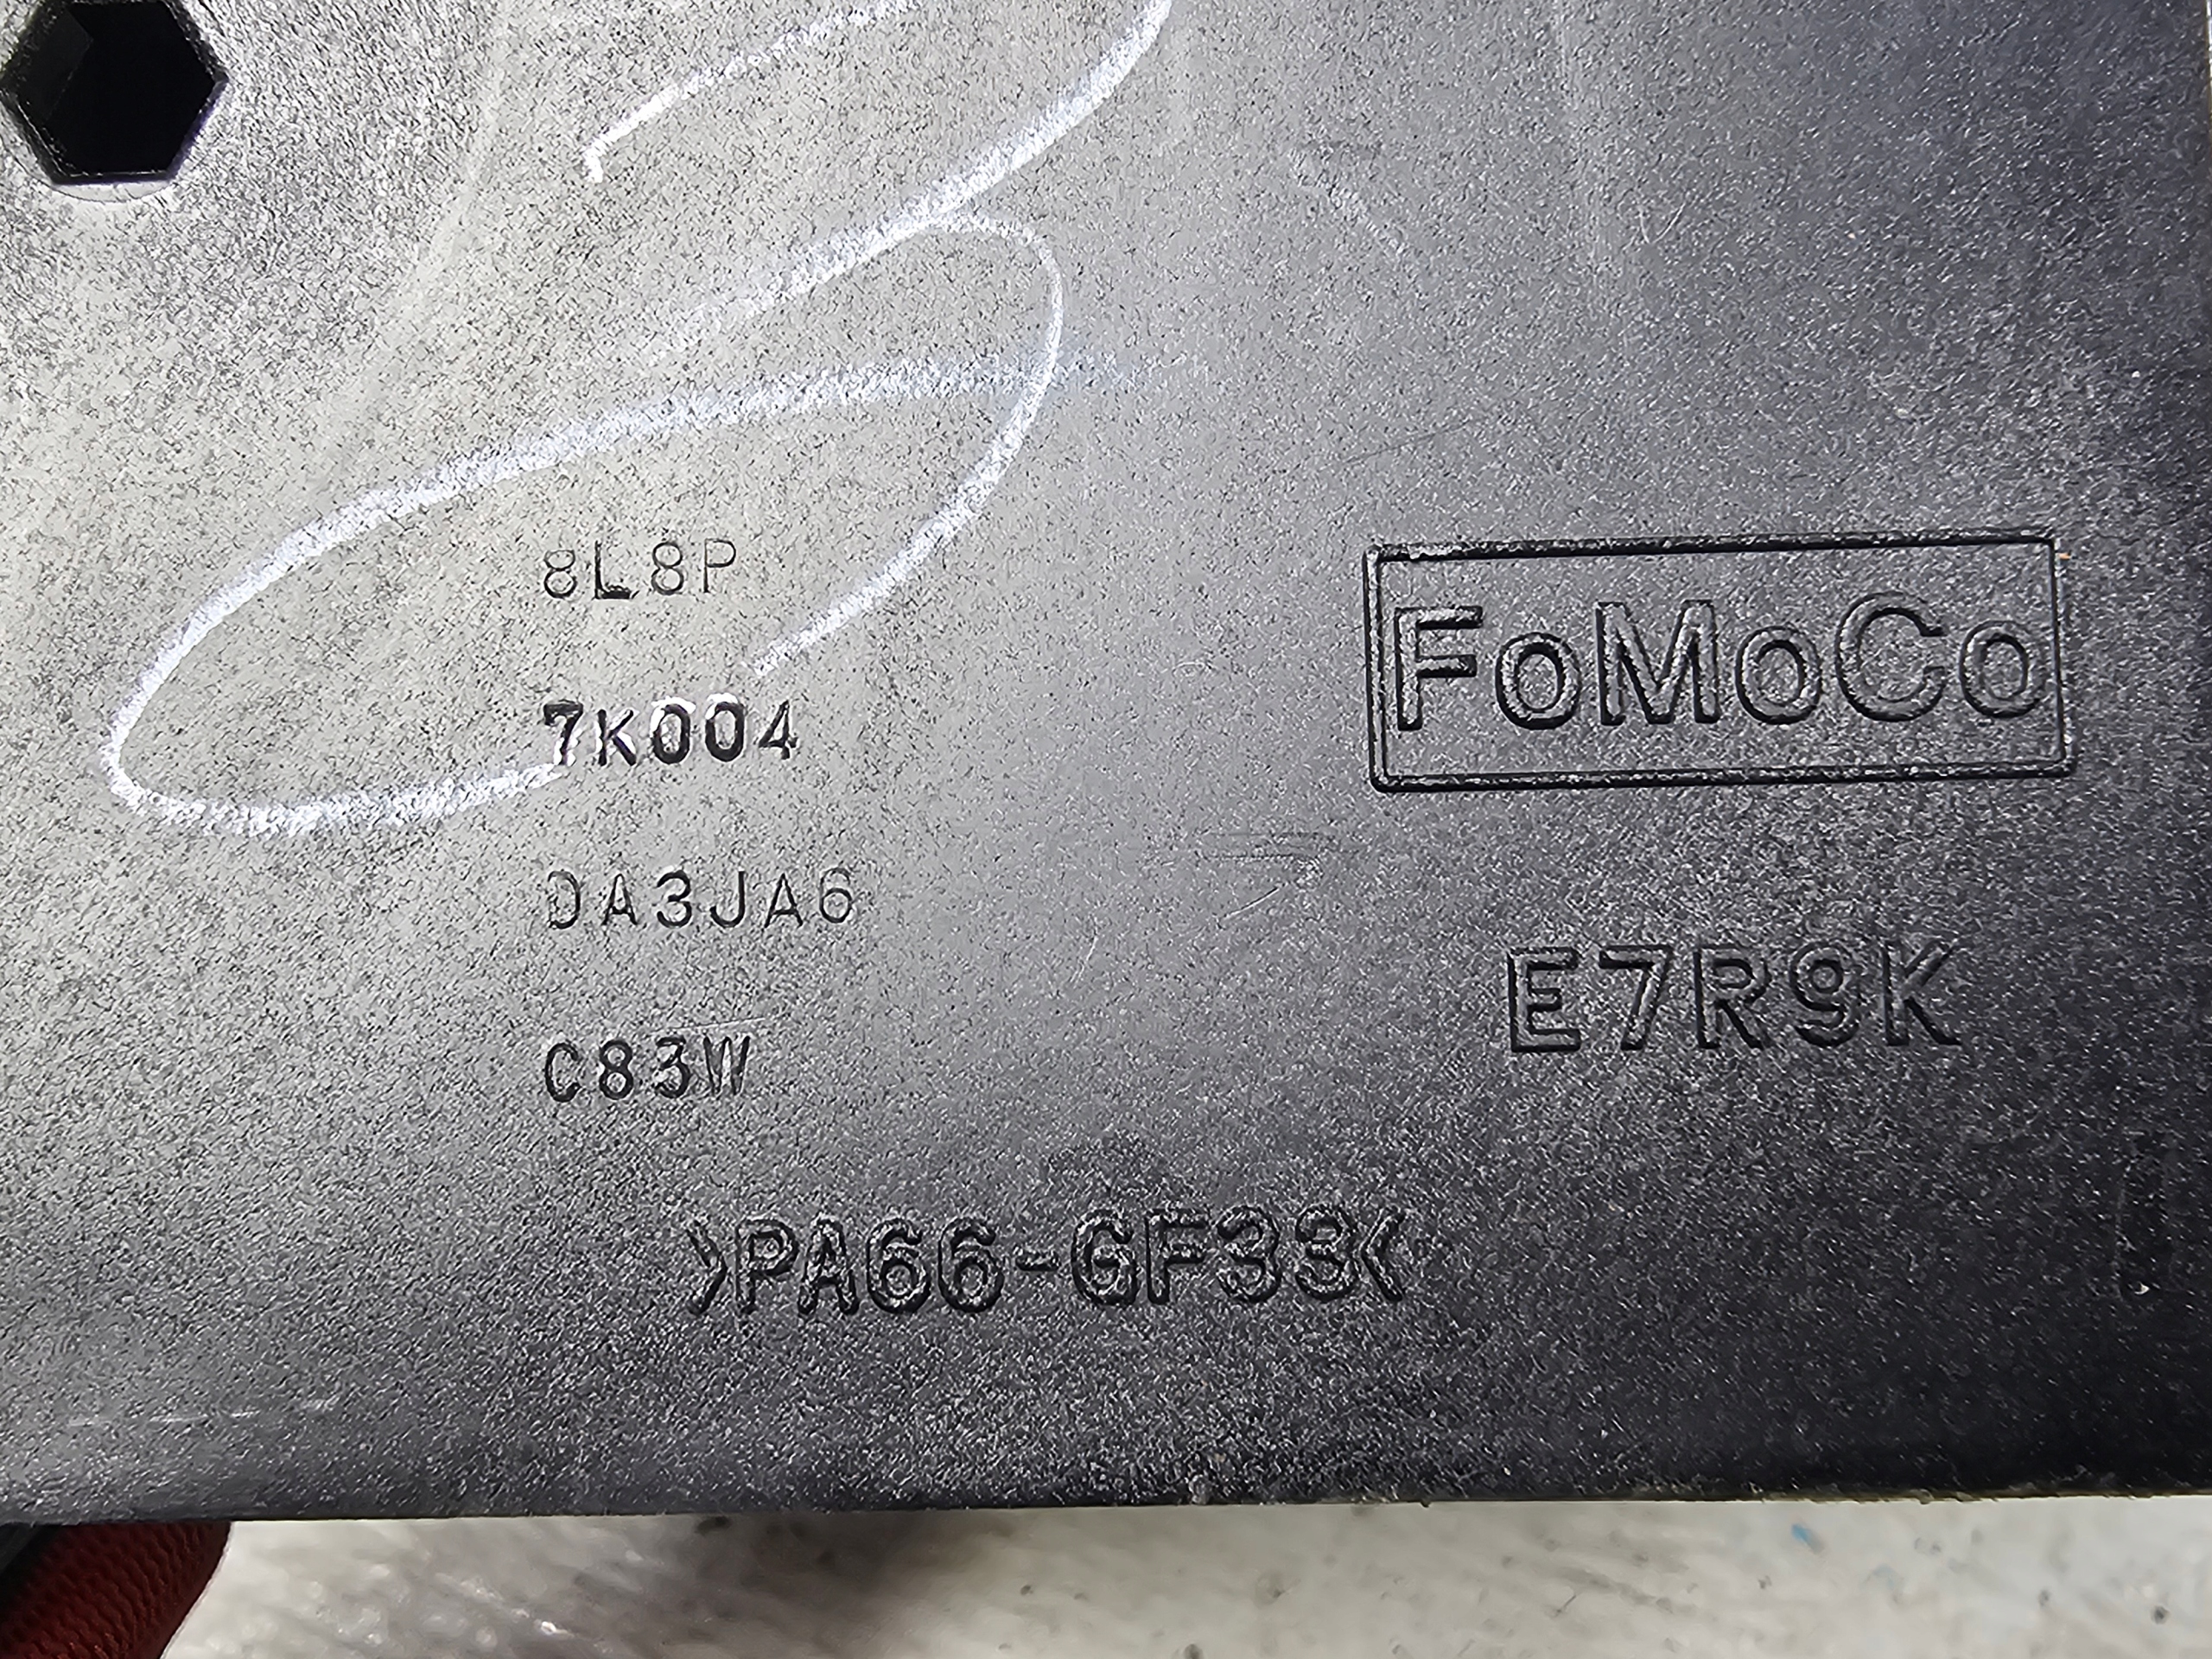 8L8P
7K004
DA3JA6
C83W
FoMoCo
E7R9K
>PA66-GF33<